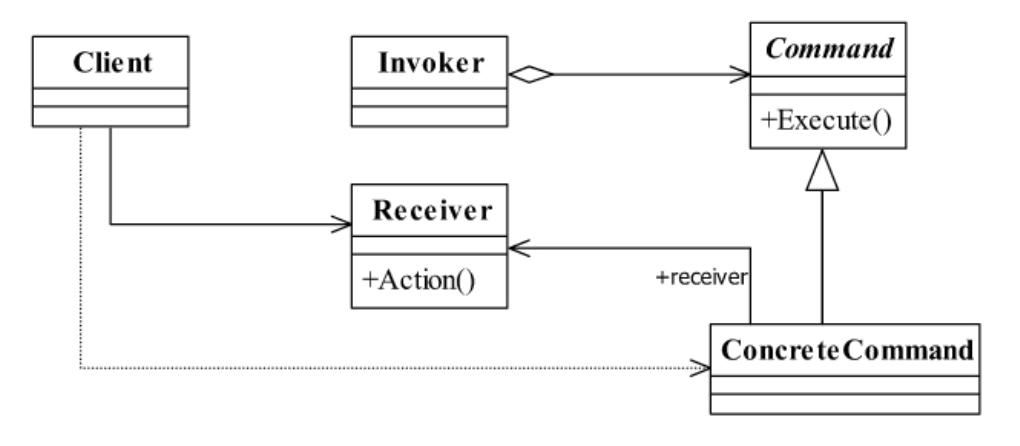 Client
Invoker
Command
+Execute()
Receiver
+Action()
+receiver
ConcreteCommand